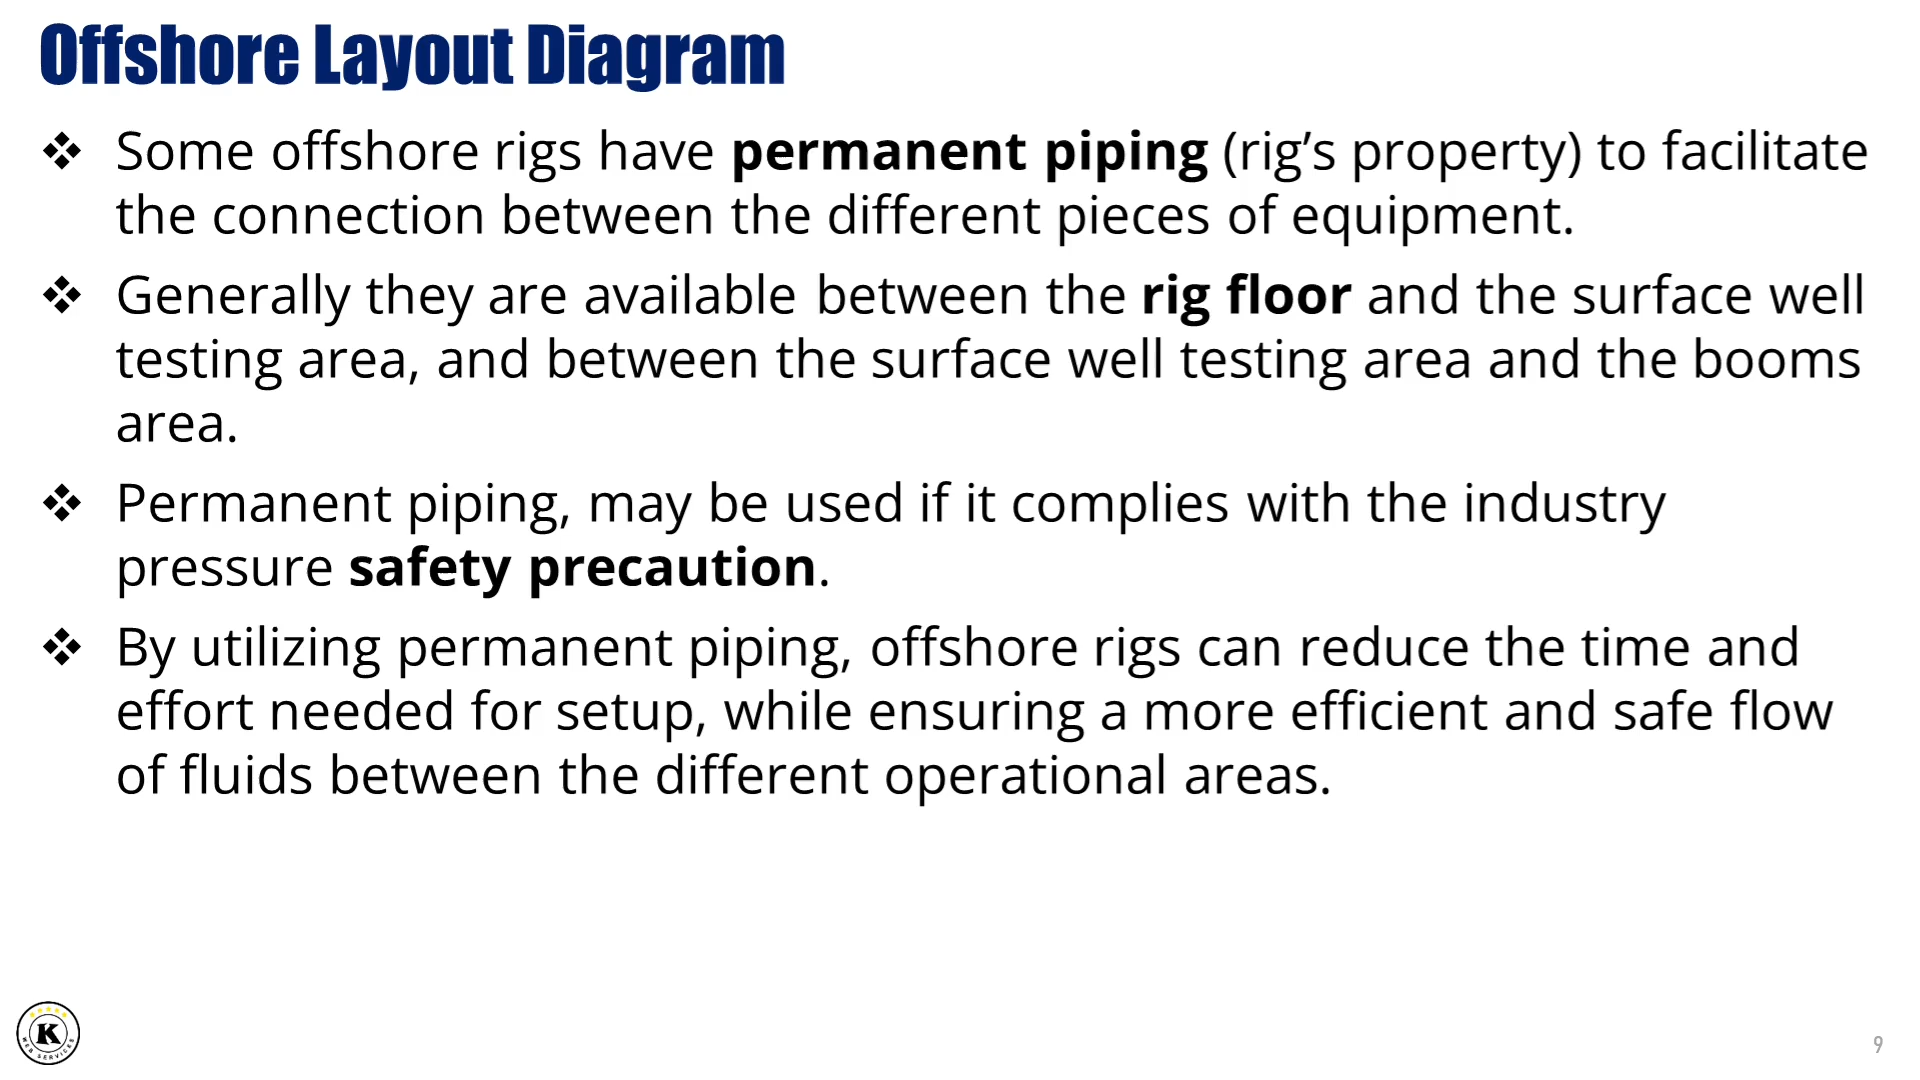 Offshore Layout Diagram
❖ Some offshore rigs have permanent piping (rig’s property) to facilitate
the connection between the different pieces of equipment.
❖ Generally they are available between the rig floor and the surface well
testing area, and between the surface well testing area and the booms
area.
❖ Permanent piping, may be used if it complies with the industry
pressure safety precaution.
❖ By utilizing permanent piping, offshore rigs can reduce the time and
effort needed for setup, while ensuring a more efficient and safe flow
of fluids between the different operational areas.
K
WEB SERVICES
9